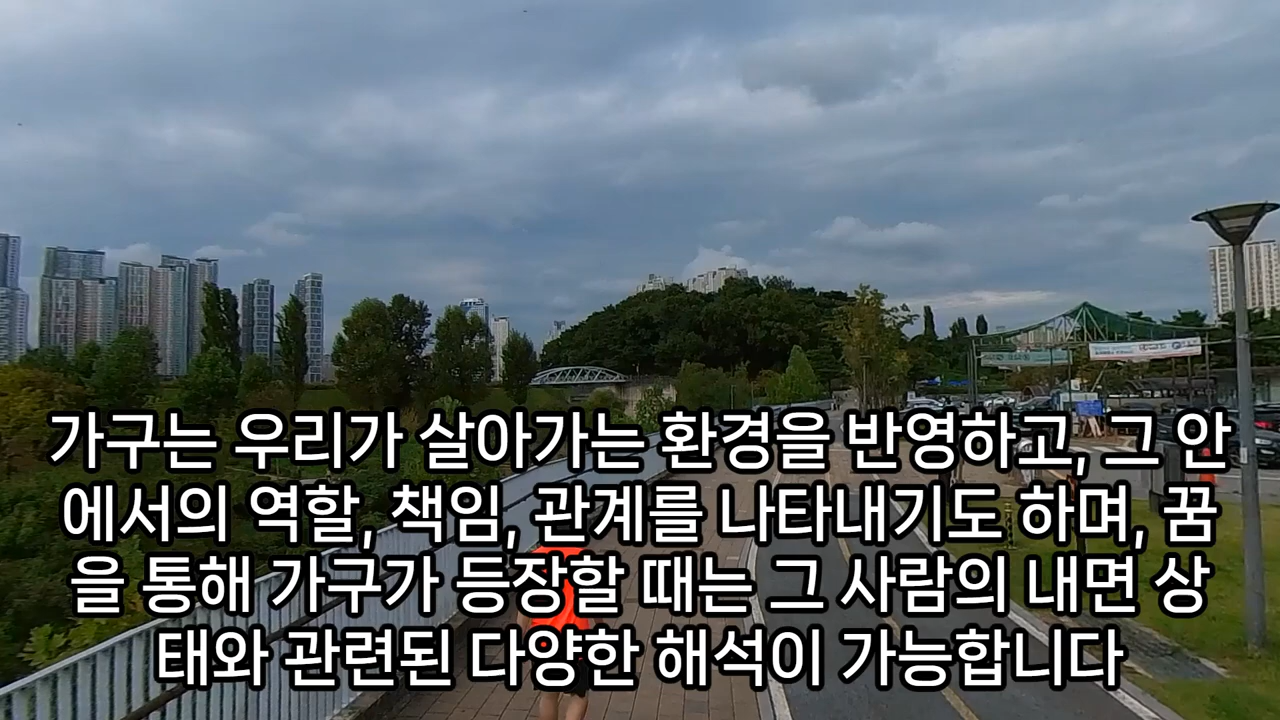 가구는 우리가 살아가는 환경을 반영하고, 그 안
에서의 역할, 책임, 관계를 나타내기도 하며, 꿈
을 통해 가구가 등장할 때는 그 사람의 내면 상
태와 관련된 다양한 해석이 가능합니다